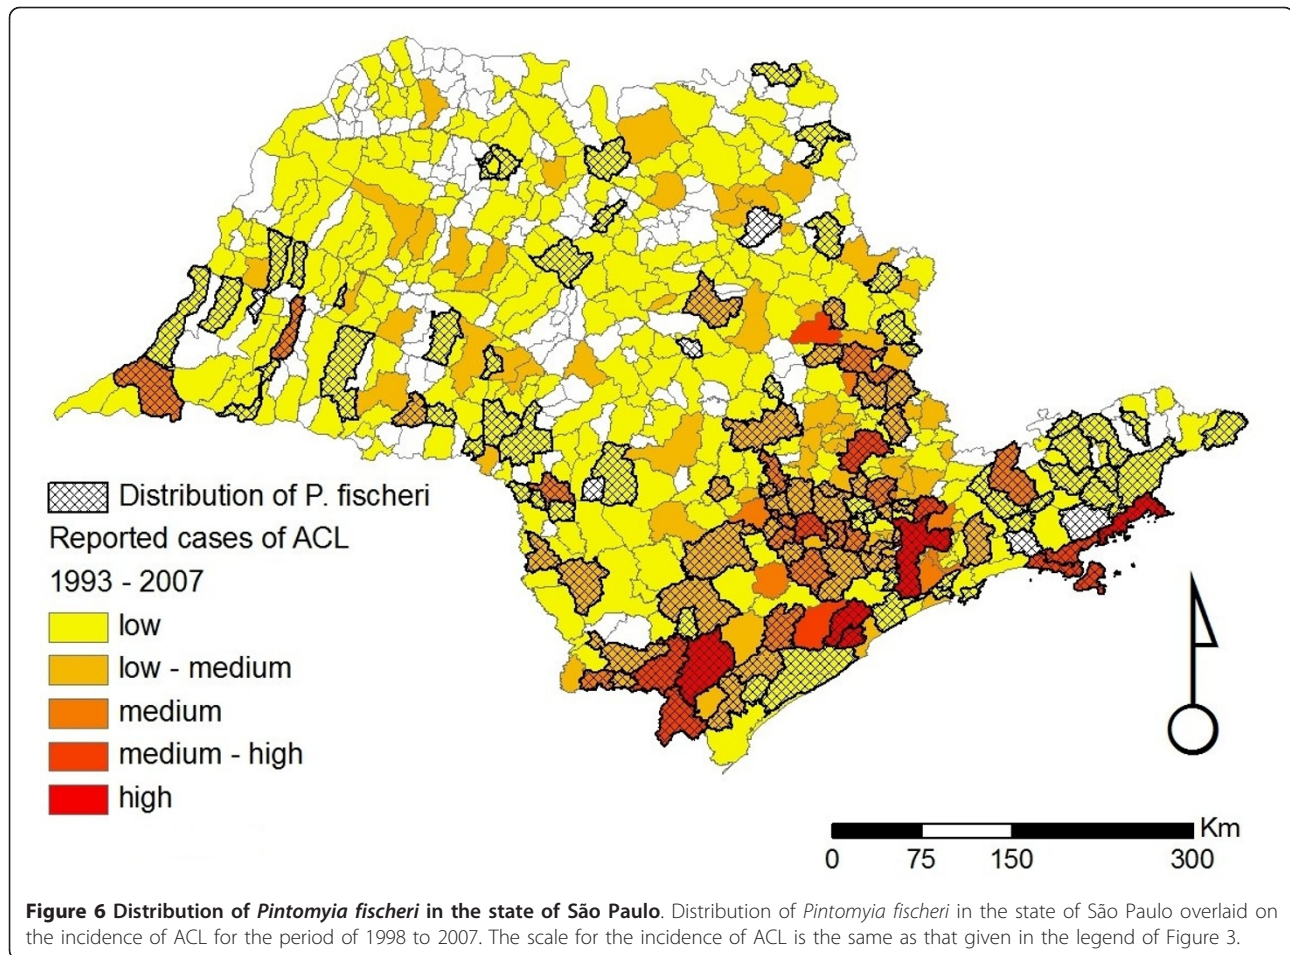 Distribution of P. fischeri
Reported cases of ACL
1993 - 2007
low
low - medium
medium
medium - high
high
Km
0 75 150 300
Figure 6 Distribution of Pintomyia fischeri in the state of São Paulo. Distribution of Pintomyia fischeri in the state of São Paulo overlaid on
the incidence of ACL for the period of 1998 to 2007. The scale for the incidence of ACL is the same as that given in the legend of Figure 3.